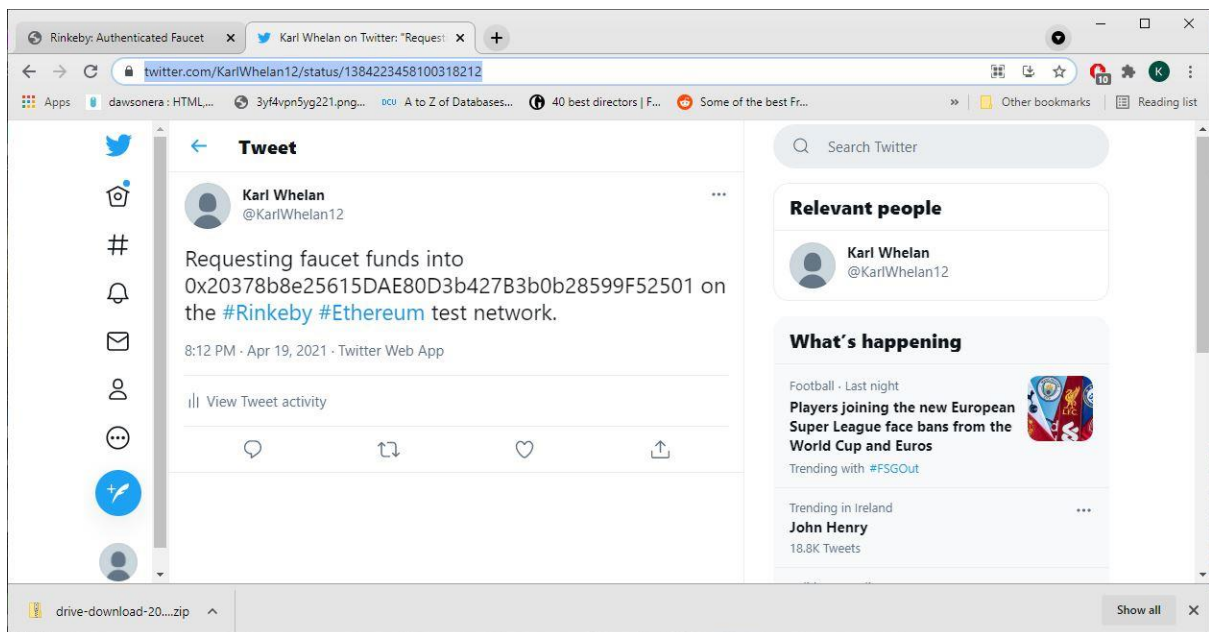 Rinkeby: Authenticated Faucet
Karl Whelan on Twitter: "Request
twitter.com/KarlWhelan12/status/1384223458100318212
10
K
Apps
dawsonera : HTML,...
3yf4vpn5yg221.png...
DCU
A to Z of Databases...
40 best directors | F...
Some of the best Fr...
»
Other bookmarks
Reading list
Tweet
Karl Whelan
@KarlWhelan12
Requesting faucet funds into
0x20378b8e25615DAE80D3b427B3b0b28599F52501 on
the #Rinkeby #Ethereum test network.
8:12 PM · Apr 19, 2021 · Twitter Web App
View Tweet activity
Search Twitter
Relevant people
Karl Whelan
@KarlWhelan12
What's happening
Football · Last night
Players joining the new European
Super League face bans from the
World Cup and Euros
Trending with #FSGOut
Trending in Ireland
John Henry
18.8K Tweets
drive-download-20....zip
Show all